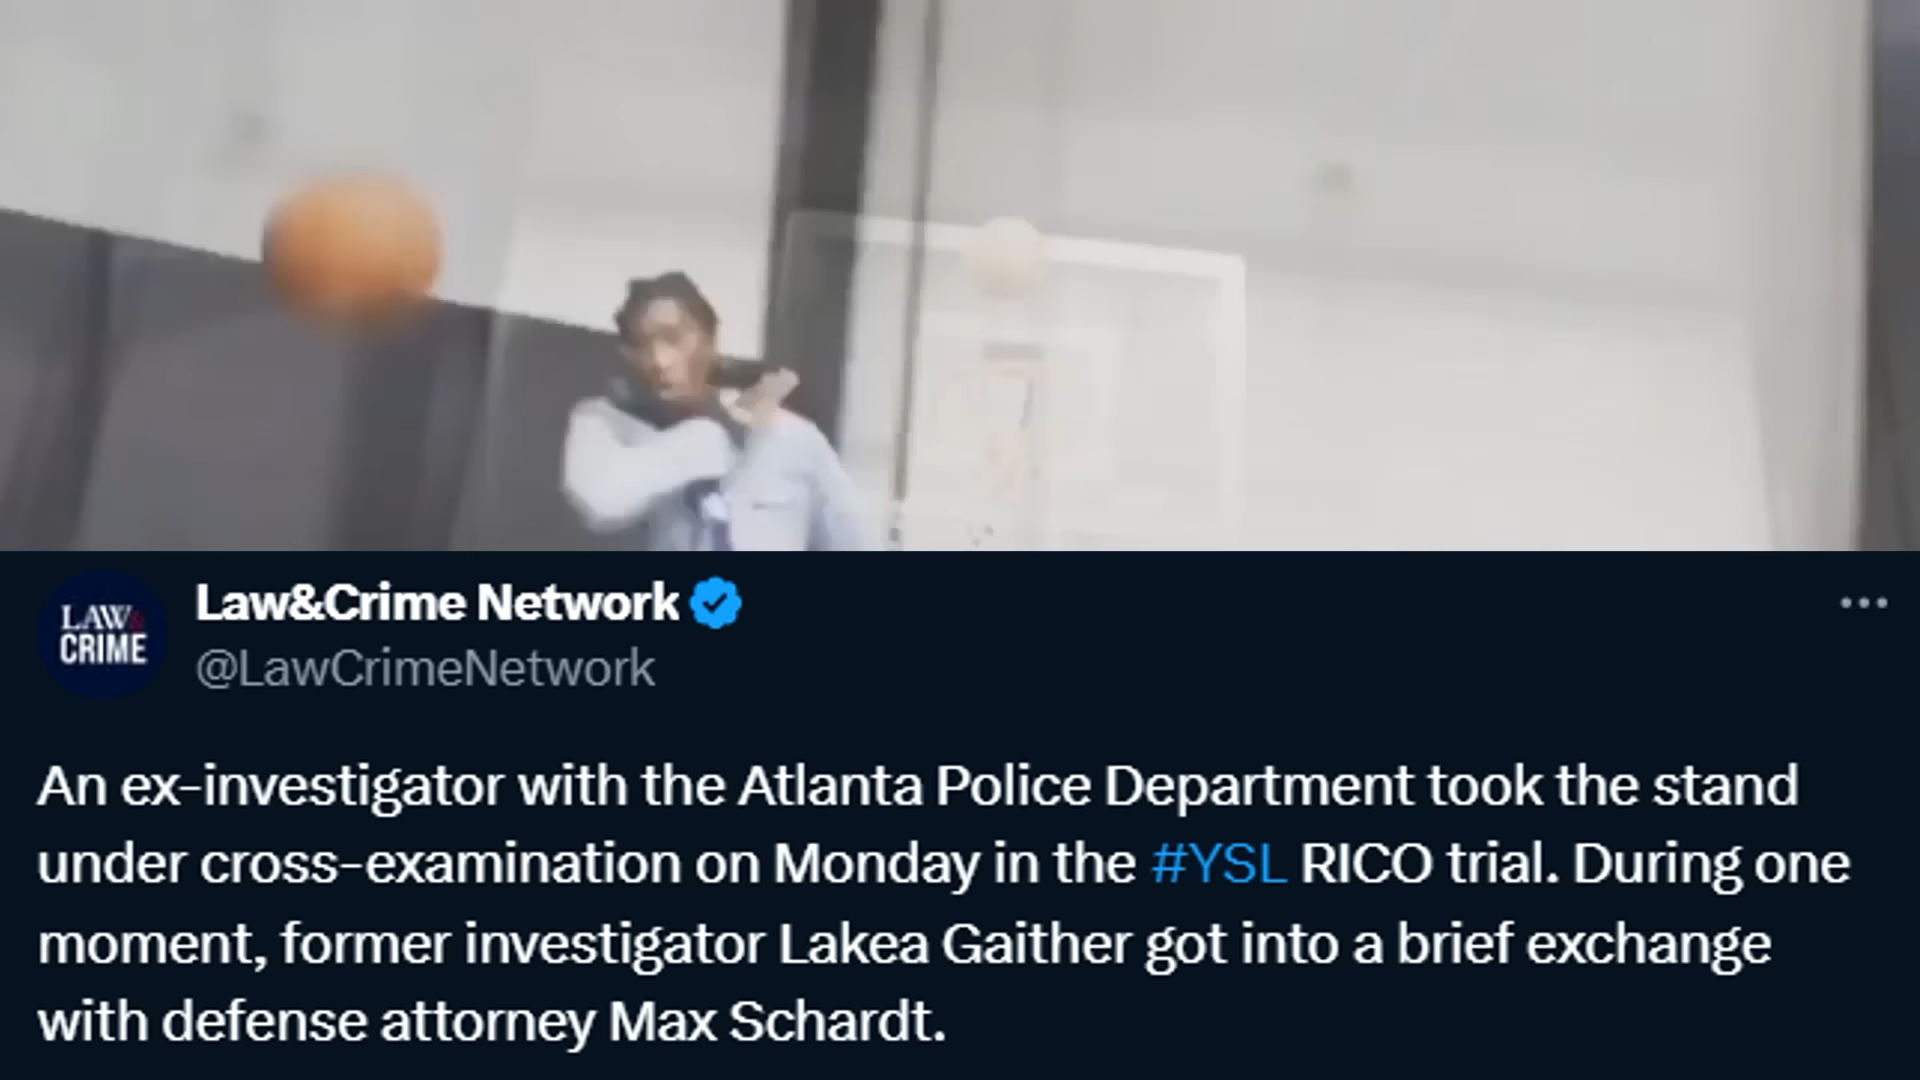 LAW&
CRIME
Law&Crime Network
@LawCrimeNetwork
An ex-investigator with the Atlanta Police Department took the stand
under cross-examination on Monday in the #YSL RICO trial. During one
moment, former investigator Lakea Gaither got into a brief exchange
with defense attorney Max Schardt.